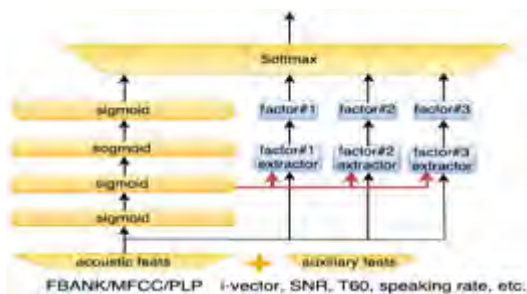 Softmax
sigmoid factor#1 factor#2 factor#3
sogmoid factor#1 extractor factor#2 extractor factor#3 extractor
sigmoid
sigmoid
acoustic feats + auxiliary feats
FBANK/MFCC/PLP i-vector, SNR, T60, speaking rate, etc.